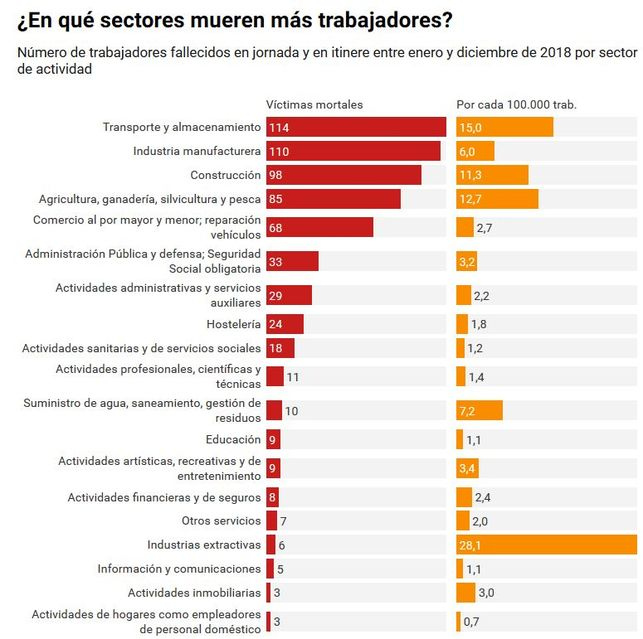 ¿En qué sectores mueren más trabajadores?
Número de trabajadores fallecidos en jornada y en itinere entre enero y diciembre de 2018 por sector
de actividad
Víctimas mortales Por cada 100.000 trab.
Transporte y almacenamiento 114 15,0
Industria manufacturera 110 6,0
Construcción 98 11,3
Agricultura, ganadería, silvicultura y pesca 85 12,7
Comercio al por mayor y menor; reparación
vehículos 68 2,7
Administración Pública y defensa; Seguridad
Social obligatoria 33 3,2
Actividades administrativas y servicios
auxiliares 29 2,2
Hostelería 24 1,8
Actividades sanitarias y de servicios sociales 18 1,2
Actividades profesionales, científicas y
técnicas 11 1,4
Suministro de agua, saneamiento, gestión de
residuos 10 7,2
Educación 9 1,1
Actividades artísticas, recreativas y de
entretenimiento 9 3,4
Actividades financieras y de seguros 8 2,4
Otros servicios 7 2,0
Industrias extractivas 6 28,1
Información y comunicaciones 5 1,1
Actividades inmobiliarias 3 3,0
Actividades de hogares como empleadores
de personal doméstico 3 0,7